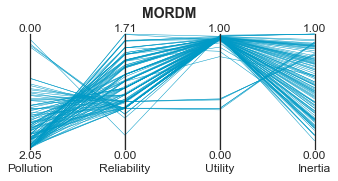 MORDM
0.00 1.71 1.00 1.00
2.05 0.00 0.00 0.00
Pollution Reliability Utility Inertia